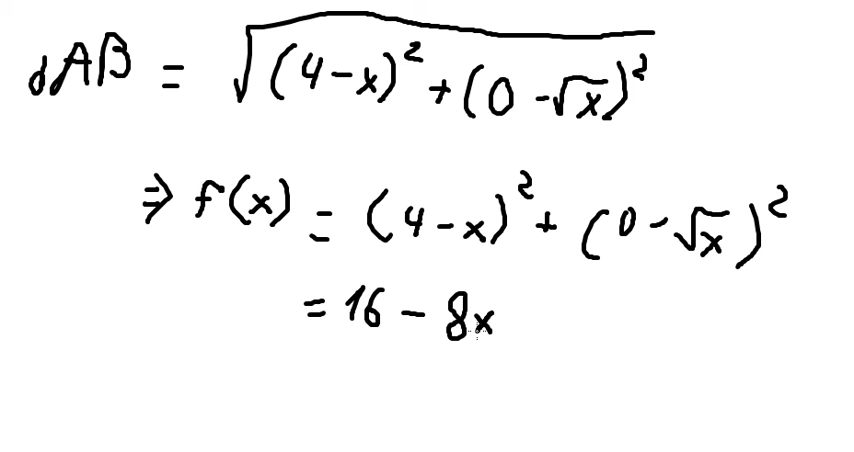 dAB = √((4-x)² + (0-√x)²)
⇒ f(x) = (4-x)² + (0-√x)²
= 16 - 8x